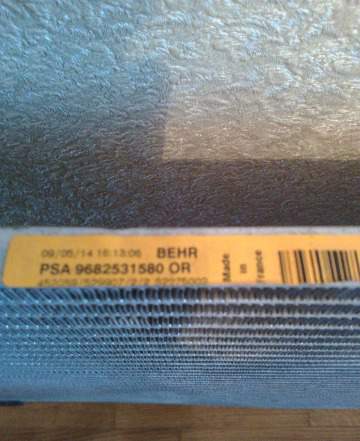 09/05/14 16:13:06 BEHR
PSA 9682531580 OR
Made
in
France